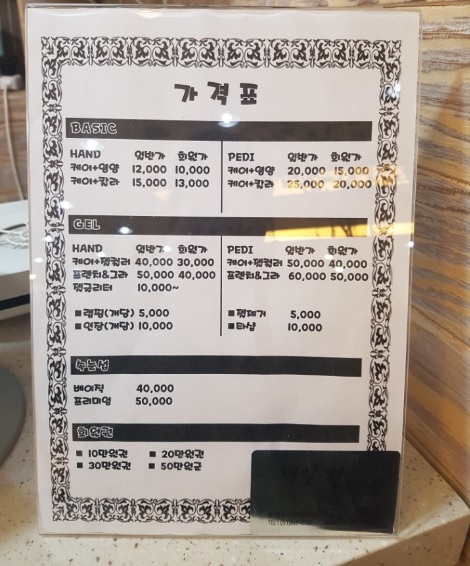 가격표
BASIC
HAND 일반가 회원가
케어+영양 12,000 10,000
케어+칼라 15,000 13,000
PEDI 일반가 회원가
케어+영양 20,000 15,000
케어+칼라 25,000 20,000
GEL
HAND 일반가 회원가
케어+젤컬러 40,000 30,000
프렌치&그라 50,000 40,000
젤글리터 10,000~
■ 랩핑(개당) 5,000
■ 연장(개당) 10,000
PEDI 일반가 회원가
케어+젤컬러 50,000 40,000
프렌치&그라 60,000 50,000
■ 젤제거 5,000
■ 타샵 10,000
속눈썹
베이직 40,000
프리미엄 50,000
회원권
■ 10만원권 ■ 20만원권
■ 30만원권 ■ 50만원권